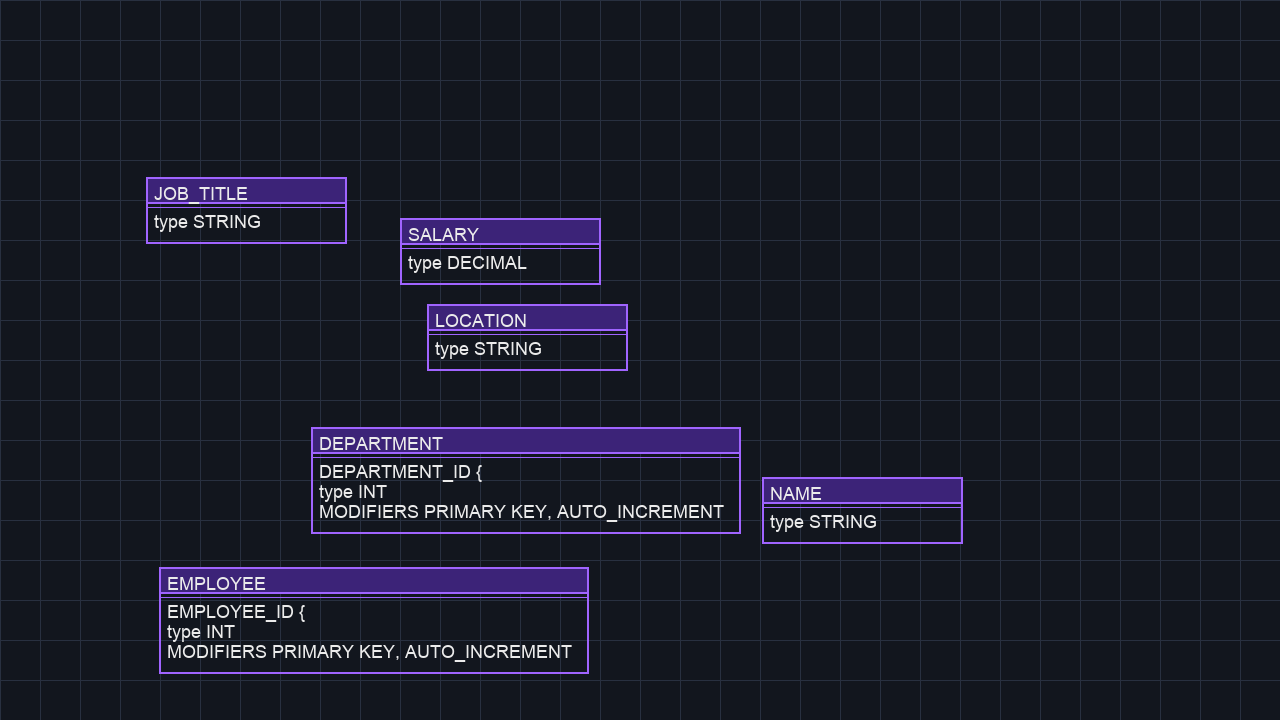 JOB_TITLE
type STRING
SALARY
type DECIMAL
LOCATION
type STRING
DEPARTMENT
DEPARTMENT_ID {
type INT
MODIFIERS PRIMARY KEY, AUTO_INCREMENT
NAME
type STRING
EMPLOYEE
EMPLOYEE_ID {
type INT
MODIFIERS PRIMARY KEY, AUTO_INCREMENT